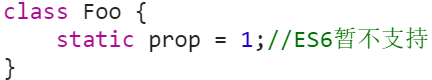 class Foo {
    static prop = 1;//ES6暂不支持
}